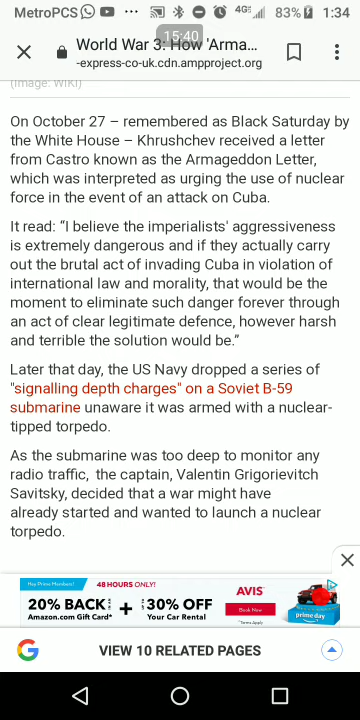 MetroPCS 4G 83% 1:34
15:40
World War 3: How 'Arma...
-express-co-uk.cdn.ampproject.org
(Image: WIKI)
On October 27 – remembered as Black Saturday by
the White House – Khrushchev received a letter
from Castro known as the Armageddon Letter,
which was interpreted as urging the use of nuclear
force in the event of an attack on Cuba.
It read: “I believe the imperialists' aggressiveness
is extremely dangerous and if they actually carry
out the brutal act of invading Cuba in violation of
international law and morality, that would be the
moment to eliminate such danger forever through
an act of clear legitimate defence, however harsh
and terrible the solution would be.”
Later that day, the US Navy dropped a series of
"signalling depth charges" on a Soviet B-59
submarine unaware it was armed with a nuclear-
tipped torpedo.
As the submarine was too deep to monitor any
radio traffic, the captain, Valentin Grigorievitch
Savitsky, decided that a war might have
already started and wanted to launch a nuclear
torpedo.
Hey Prime Members! 48 HOURS ONLY!
20% BACK + 30% OFF
Amazon.com Gift Card* Your Car Rental
AVIS
Book Now
*Terms Apply
prime day
VIEW 10 RELATED PAGES